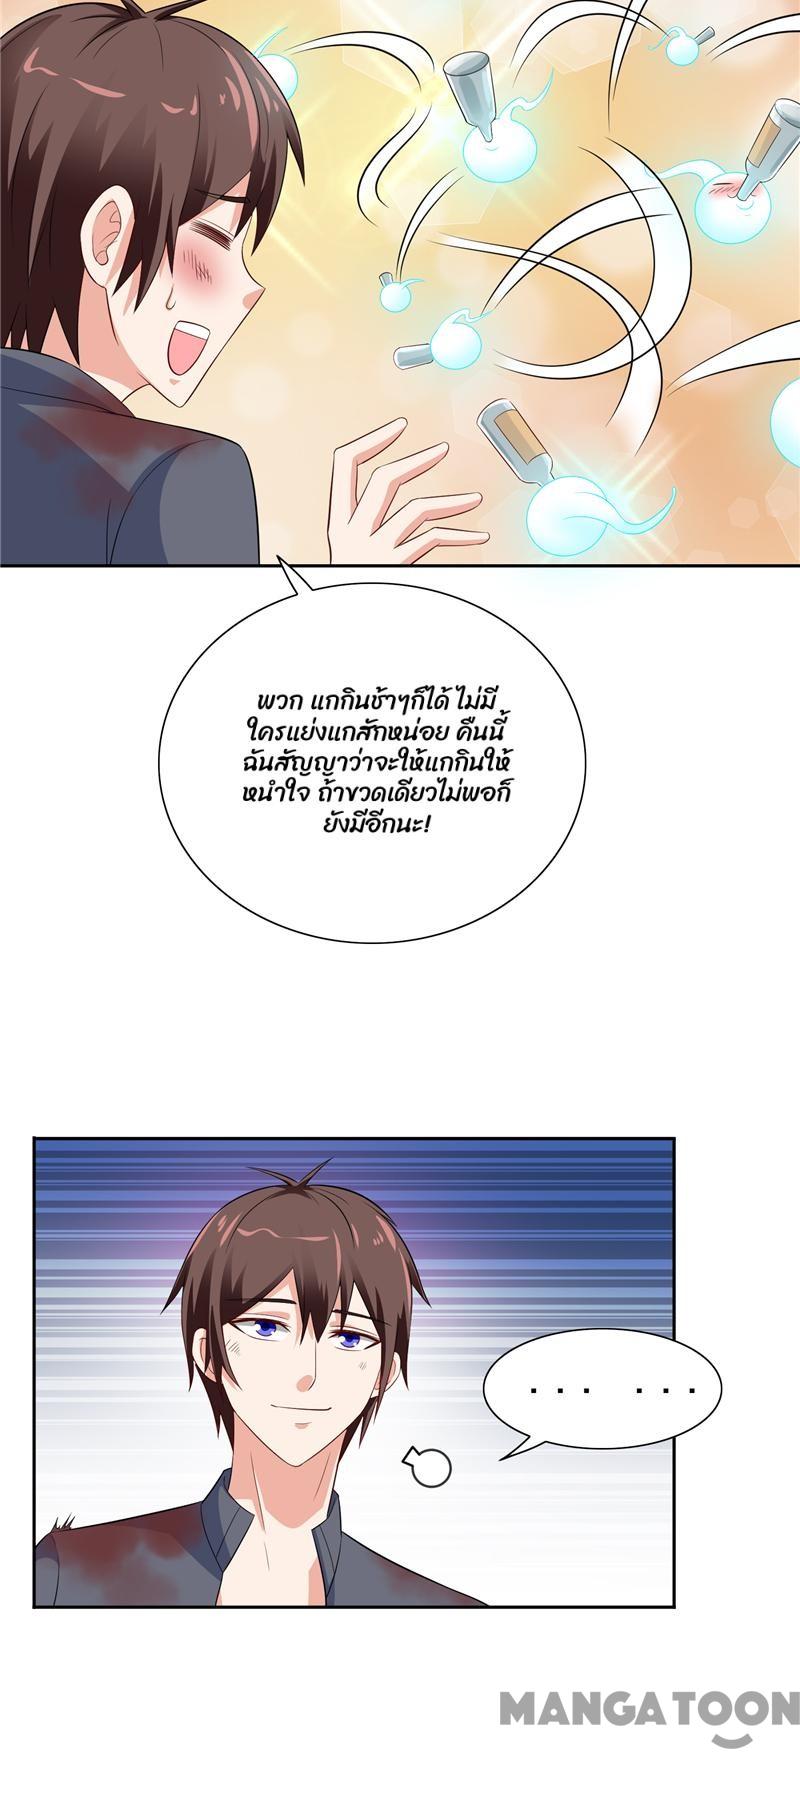 พวก แกกินช้าๆก็ได้ ไม่มี
ใครแย่งแกสักหน่อย คืนนี้
ฉันสัญญาว่าจะให้แกกินให้
หนำใจ ถ้าขวดเดียวไม่พอก็
ยังมีอีกนะ!
... ...
MANGA TOON